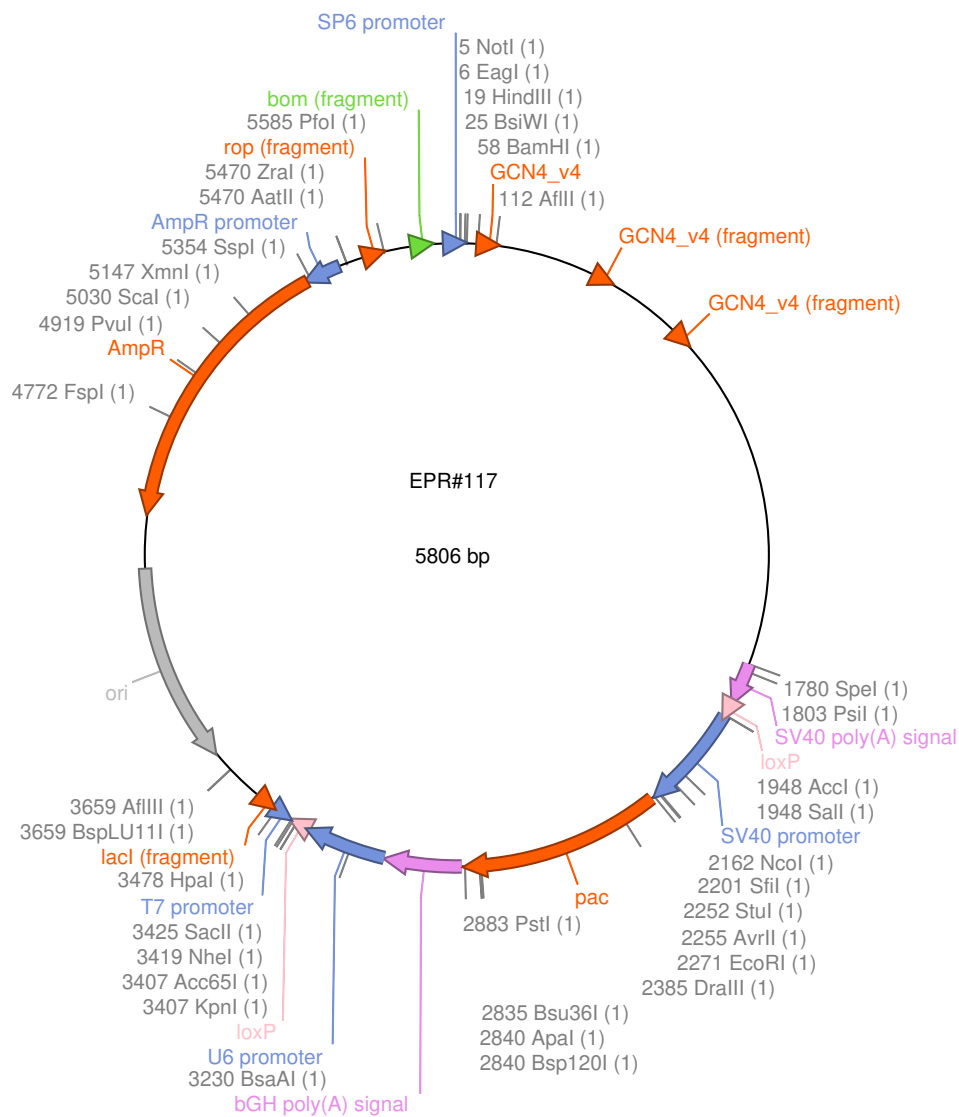 SP6 promoter
5 NotI (1)
6 EagI (1)
bom (fragment)
19 HindIII (1)
5585 PfoI (1)
25 BsiWI (1)
rop (fragment)
58 BamHI (1)
5470 ZraI (1)
GCN4_v4
5470 AatII (1)
112 AflII (1)
AmpR promoter
GCN4_v4 (fragment)
5354 SspI (1)
5147 XmnI (1)
5030 ScaI (1)
GCN4_v4 (fragment)
4919 PvuI (1)
AmpR
4772 FspI (1)
EPR#117
5806 bp
ori
1780 SpeI (1)
1803 PsiI (1)
SV40 poly(A) signal
loxP
1948 AccI (1)
1948 SalI (1)
3659 AflIII (1)
3659 BspLU11I (1)
SV40 promoter
lacI (fragment)
2162 NcoI (1)
3478 HpaI (1)
2201 SfiI (1)
pac
T7 promoter
2252 StuI (1)
2883 PstI (1)
3425 SacII (1)
2255 AvrII (1)
3419 NheI (1)
2271 EcoRI (1)
3407 Acc65I (1)
2385 DraIII (1)
3407 KpnI (1)
2835 Bsu36I (1)
loxP
2840 ApaI (1)
U6 promoter
2840 Bsp120I (1)
3230 BsaAI (1)
bGH poly(A) signal